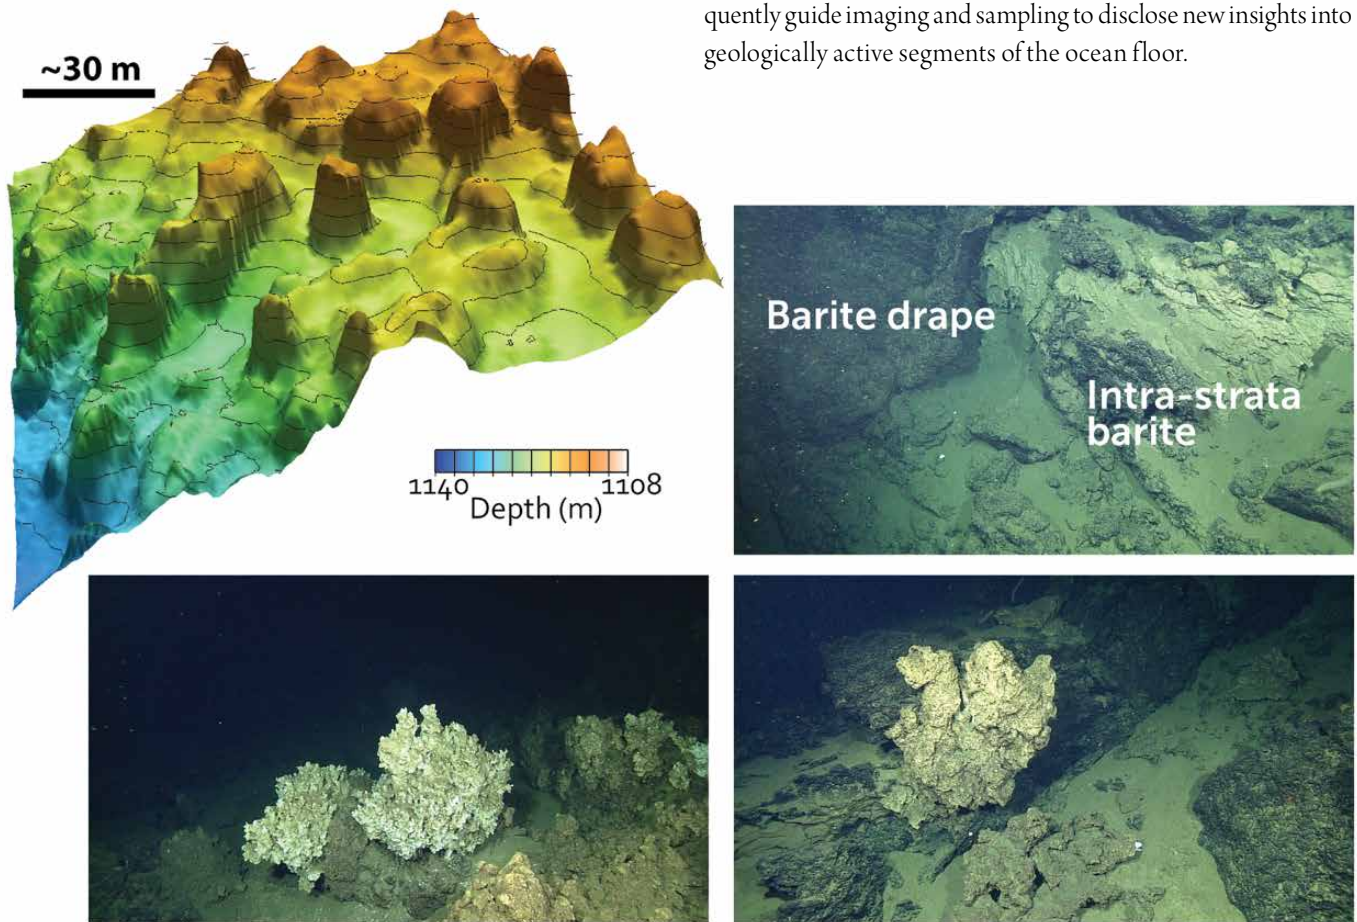 quently guide imaging and sampling to disclose new insights into
geologically active segments of the ocean floor.
~30 m
Barite drape
Intra-strata
barite
1140 1108
Depth (m)